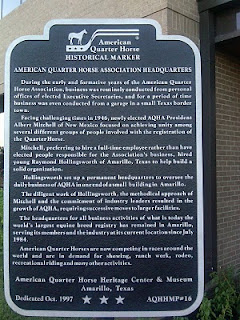 American
Quarter Horse
HISTORICAL MARKER
AMERICAN QUARTER HORSE ASSOCIATION HEADQUARTERS
During the early and formative years of the American Quarter
Horse Association, business was routinely conducted from personal
offices of elected Executive Secretaries, and for a period of time
business was even conducted from a garage in a small Texas border
town.
Facing challenging times in 1946, newly elected AQHA President
Albert Mitchell of New Mexico focused on achieving unity among
several different groups of people involved with the registration of
the Quarter Horse.
Mitchell, preferring to hire a full-time employee rather than have
elected people responsible for the Association's business, hired
young Raymond Hollingsworth of Amarillo, Texas to help build a
solid organization.
Hollingsworth set up a permanent headquarters to oversee the
daily business of AQHA in one end of a small building in Amarillo.
The diligent work of Hollingsworth, the methodical approach of
Mitchell and the commitment of industry leaders resulted in the
growth of AQHA, requiring successive moves to larger facilities.
The headquarters for all business activities of what is today the
world's largest equine breed registry has remained in Amarillo,
serving its members and the industry at its current location since July
1984.
American Quarter Horses are now competing in races around the
world and are in demand for showing, ranch work, rodeo,
recreational riding and many other activities.
American Quarter Horse Heritage Center & Museum
Amarillo, Texas
Dedicated Oct. 1997 ★ ★ ★ AQHHMP#16